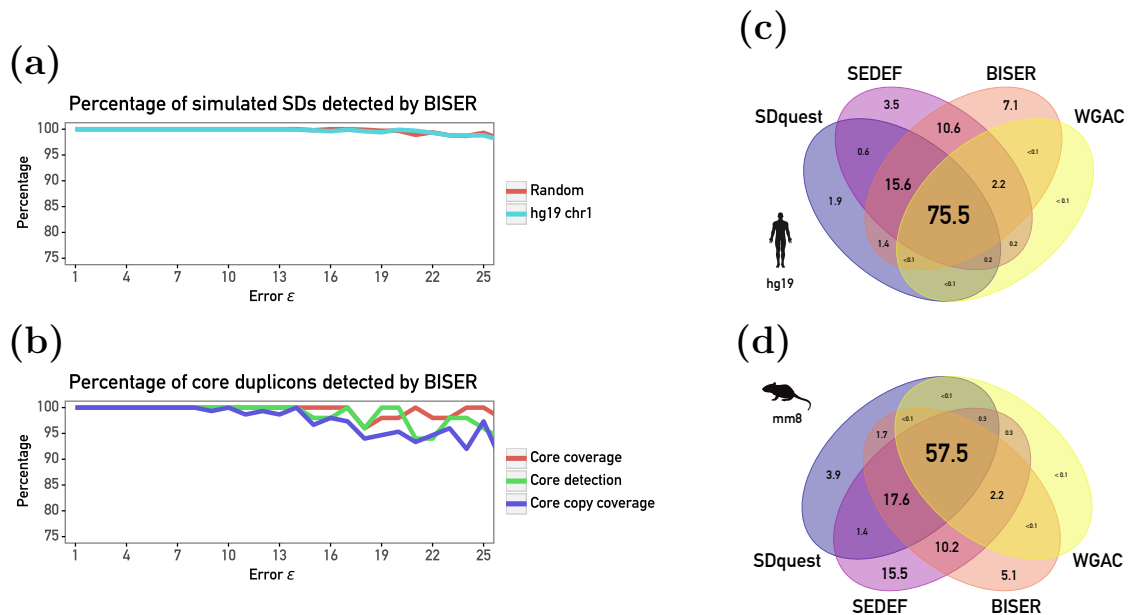 (a)
Percentage of simulated SDs detected by BISER
Percentage
100
95
90
85
80
75
1 4 7 10 13 16 19 22 25
Error ε
Random
hg19 chr1
(b)
Percentage of core duplicons detected by BISER
Percentage
100
95
90
85
80
75
1 4 7 10 13 16 19 22 25
Error ε
Core coverage
Core detection
Core copy coverage
(c)
SEDEF BISER
SDquest WGAC
3.5 7.1
10.6
0.6 <0.1
15.6 2.2
1.9 < 0.1
75.5
1.4 0.2
<0.1 0.2
<0.1
hg19
(d)
mm8
<0.1
<0.1 0.3
1.7 0.3
57.5
3.9 < 0.1
17.6 2.2
1.4 <0.1
10.2
15.5 5.1
SDquest WGAC
SEDEF BISER